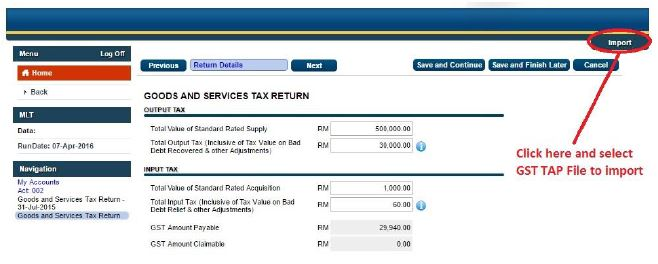 Import
Menu Log Off
Home
Back
MLT
Data:
RunDate: 07-Apr-2016
Navigation
My Accounts
Act: 002
Goods and Services Tax Return -
31-Jul-2015
Goods and Services Tax Return
Previous Return Details Next Save and Continue Save and Finish Later Cancel
GOODS AND SERVICES TAX RETURN
OUTPUT TAX
Total Value of Standard Rated Supply RM 500,000.00
Total Output Tax (Inclusive of Tax Value on Bad RM 30,000.00
Debt Recovered & other Adjustments)
INPUT TAX
Total Value of Standard Rated Acquisition RM 1,000.00
Total Input Tax (Inclusive of Tax Value on Bad RM 60.00
Debt Relief & other Adjustments)
GST Amount Payable RM 29,940.00
GST Amount Claimable RM 0.00
Click here and select
GST TAP File to import